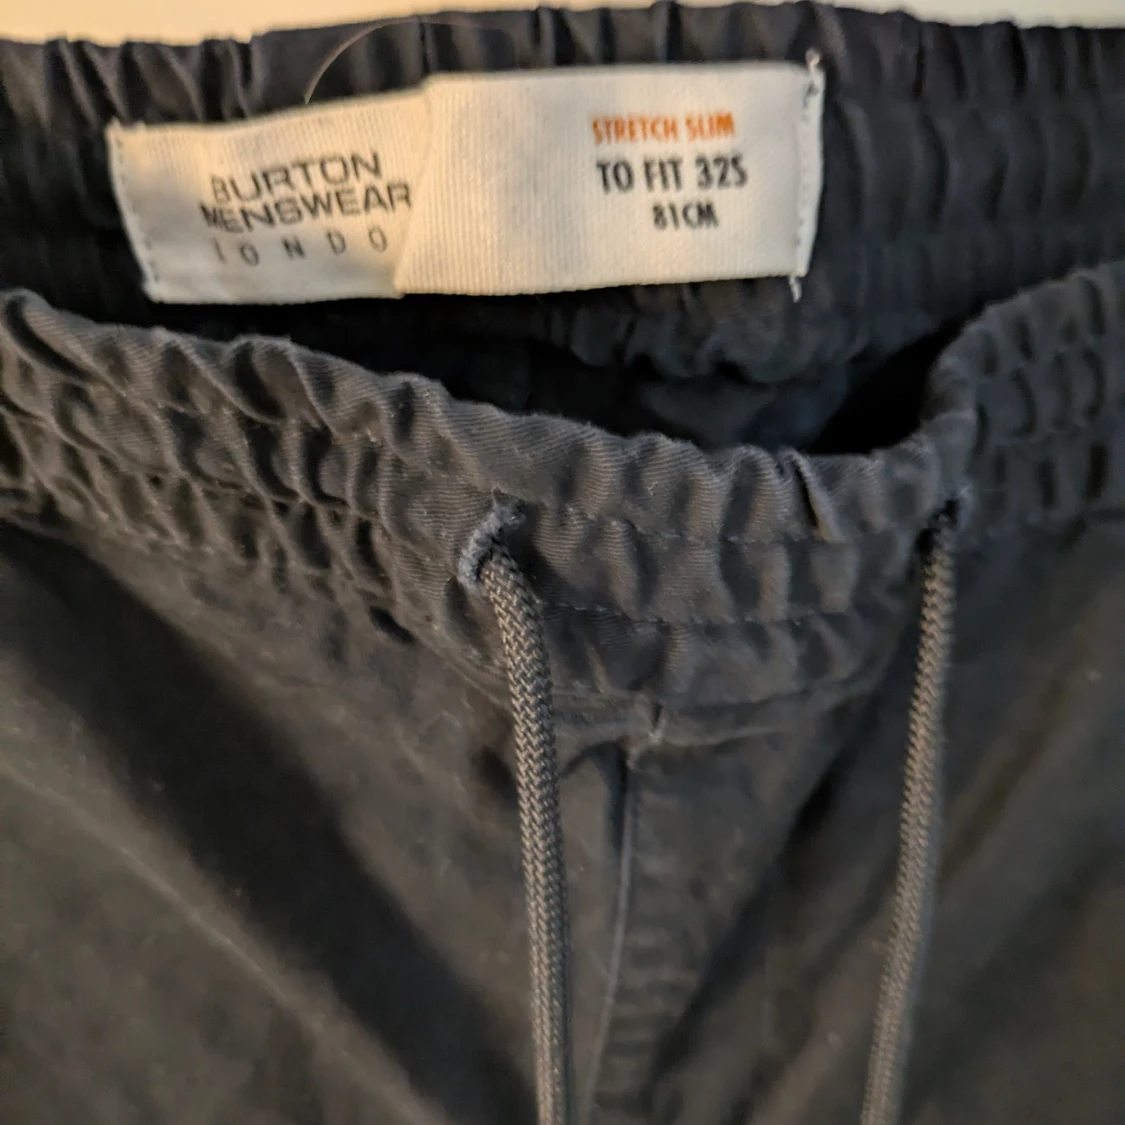 BURTON
MENSWEAR
LONDO
STRETCH SLIM
TO FIT 32S
81CM